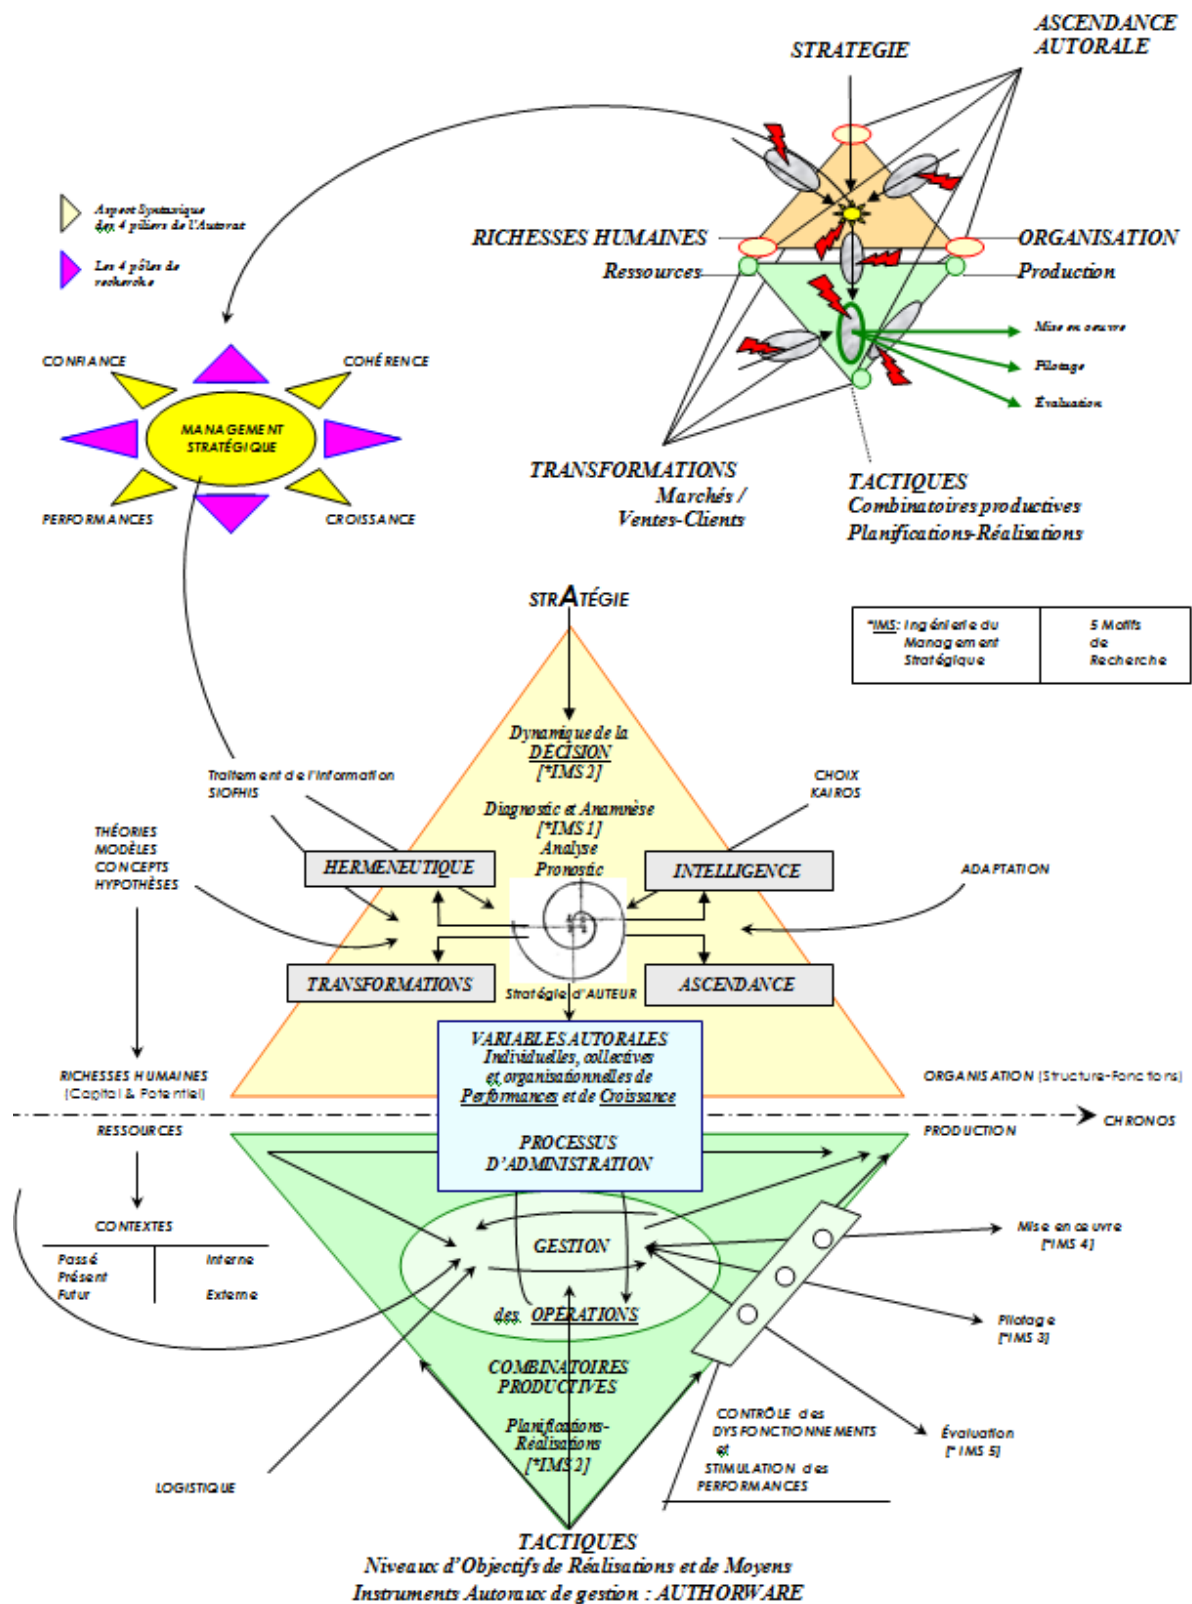 ASCENDANCE
AUTORALE
STRATEGIE
Aspect Syntaxique
des 4 piliers de l'Autorat
RICHESSES HUMAINES
ORGANISATION
Les 4 pôles de
recherche
Ressources
Production
Mise en oeuvre
Pilotage
Évaluation
CONFIANCE
COHÉRENCE
MANAGEMENT
STRATÉGIQUE
PERFORMANCES
CROISSANCE
TRANSFORMATIONS
Marchés /
Ventes-Clients
TACTIQUES
Combinatoires productives
Planifications-Réalisations
STRATÉGIE
*IMS: Ingénierie du
Management
Stratégique
5 Motifs
de
Recherche
Dynamique de la
DÉCISION
[*IMS 2]
Traitement de l'Information
SIOFHIS
CHOIX
KAIROS
Diagnostic et Anamnèse
[*IMS 1]
Analyse
Pronostic
THÉORIES
MODÈLES
CONCEPTS
HYPOTHÈSES
HERMENEUTIQUE
INTELLIGENCE
ADAPTATION
TRANSFORMATIONS
ASCENDANCE
Stratégie d'AUTEUR
VARIABLES AUTORALES
Individuelles, collectives
et organisationnelles de
Performances et de Croissance
PROCESSUS
D'ADMINISTRATION
RICHESSES HUMAINES
(Capital & Potentiel)
ORGANISATION (Structure-Fonctions)
CHRONOS
RESSOURCES
PRODUCTION
CONTEXTES
Passé
Présent
Futur
Interne
Externe
GESTION
des OPÉRATIONS
Mise en œuvre
[*IMS 4]
Pilotage
[*IMS 3]
Évaluation
[* IMS 5]
COMBINATOIRES
PRODUCTIVES
Planifications-
Réalisations
[*IMS 2]
CONTRÔLE des
DYSFONCTIONNEMENTS
et
STIMULATION des
PERFORMANCES
LOGISTIQUE
TACTIQUES
Niveaux d'Objectifs de Réalisations et de Moyens
Instruments Autoraux de gestion : AUTHORWARE